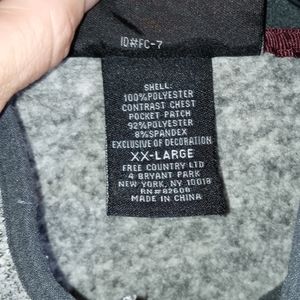 ID#FC-7
SHELL:
100%POLYESTER
CONTRAST CHEST
POCKET PATCH
92%POLYESTER
8%SPANDEX
EXCLUSIVE OF DECORATION
XX-LARGE
FREE COUNTRY LTD
4 BRYANT PARK
NEW YORK, NY 10018
RN#82606
MADE IN CHINA